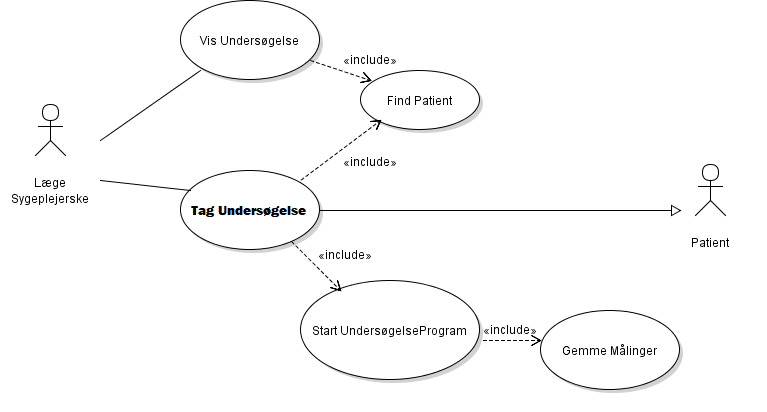 Vis Undersøgelse
«include»
Find Patient
«include»
Læge
Sygeplejerske
Tag Undersøgelse
Patient
«include»
Start UndersøgelseProgram
«include»
Gemme Målinger